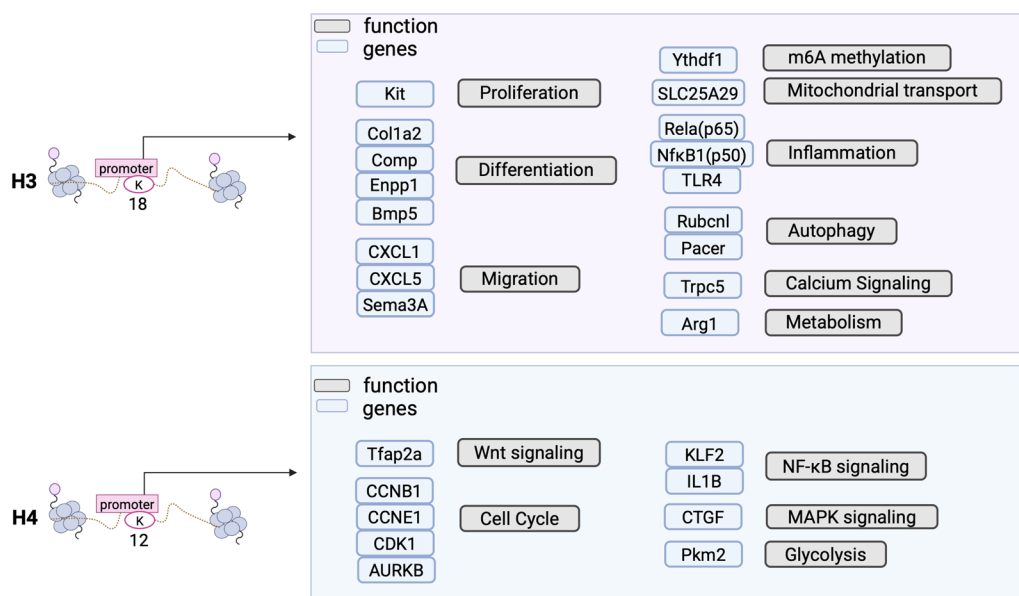 function
genes
Kit
Proliferation
Col1a2
Comp
Enpp1
Bmp5
Differentiation
CXCL1
CXCL5
Sema3A
Migration
Ythdf1
m6A methylation
SLC25A29
Mitochondrial transport
Rela(p65)
NfκB1(p50)
TLR4
Inflammation
Rubcnl
Pacer
Autophagy
Trpc5
Calcium Signaling
Arg1
Metabolism
H3
promoter
K
18
function
genes
Tfap2a
Wnt signaling
CCNB1
CCNE1
CDK1
AURKB
Cell Cycle
KLF2
IL1B
NF-κB signaling
CTGF
MAPK signaling
Pkm2
Glycolysis
H4
promoter
K
12